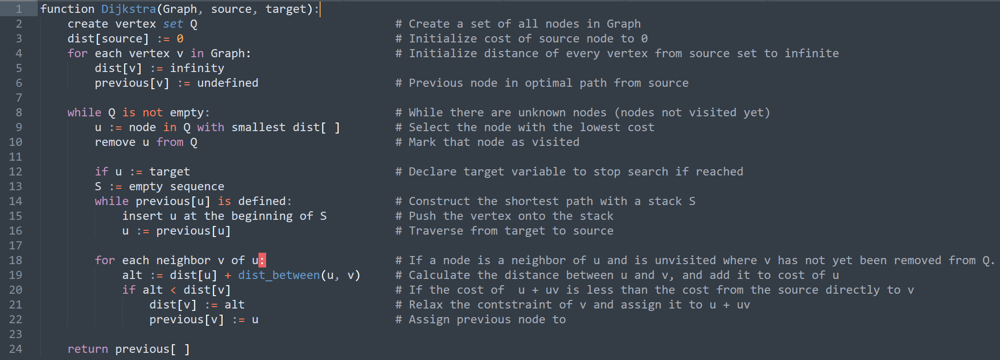 1 function Dijkstra(Graph, source, target):
2 create vertex set Q # Create a set of all nodes in Graph
3 dist[source] := 0 # Initialize cost of source node to 0
4 for each vertex v in Graph: # Initialize distance of every vertex from source set to infinite
5 dist[v] := infinity
6 previous[v] := undefined # Previous node in optimal path from source
7
8 while Q is not empty: # While there are unknown nodes (nodes not visited yet)
9 u := node in Q with smallest dist[ ] # Select the node with the lowest cost
10 remove u from Q # Mark that node as visited
11
12 if u := target # Declare target variable to stop search if reached
13 S := empty sequence
14 while previous[u] is defined: # Construct the shortest path with a stack S
15 insert u at the beginning of S # Push the vertex onto the stack
16 u := previous[u] # Traverse from target to source
17
18 for each neighbor v of u: # If a node is a neighbor of u and is unvisited where v has not yet been removed from Q.
19 alt := dist[u] + dist_between(u, v) # Calculate the distance between u and v, and add it to cost of u
20 if alt < dist[v] # If the cost of  u + uv is less than the cost from the source directly to v
21 dist[v] := alt # Relax the contstraint of v and assign it to u + uv
22 previous[v] := u # Assign previous node to
23
24 return previous[ ]